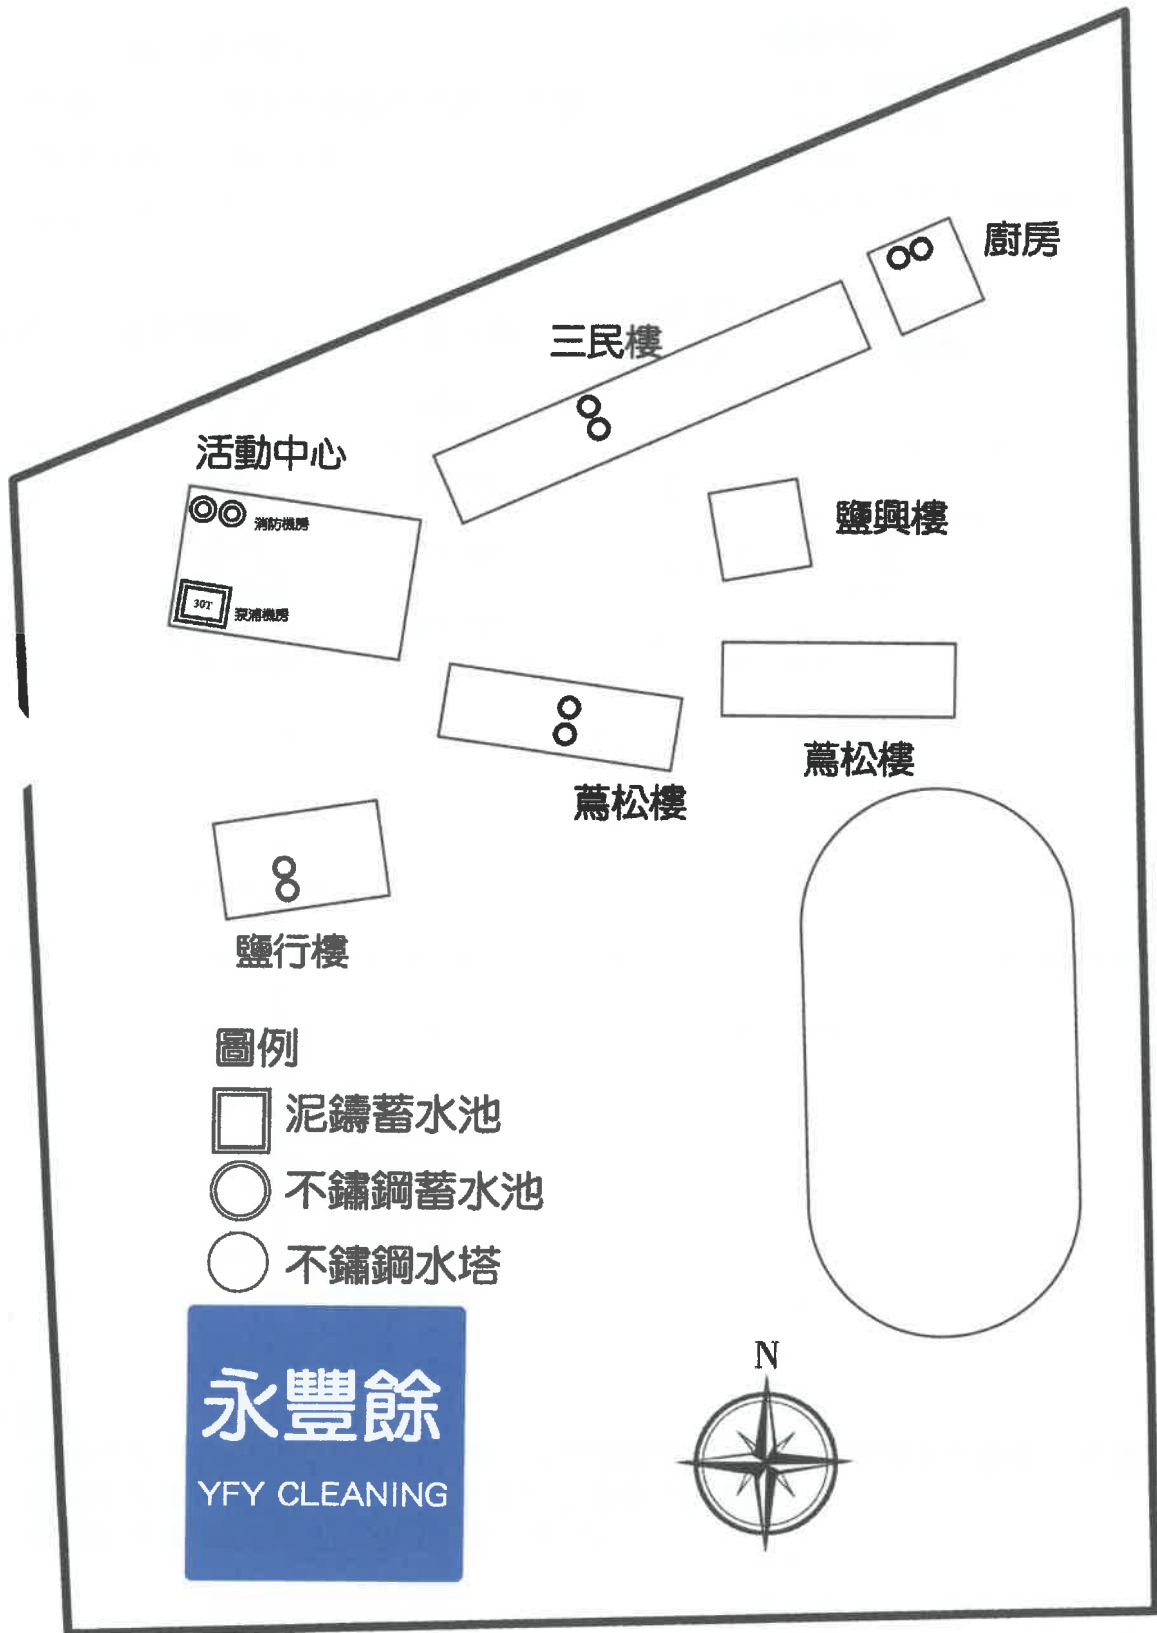 廚房
三民樓
活動中心
消防機房
鹽興樓
30T
泵浦機房
蔦松樓
蔦松樓
鹽行樓
圖例
泥鑄蓄水池
不鏽鋼蓄水池
不鏽鋼水塔
永豐餘
YFY CLEANING
N